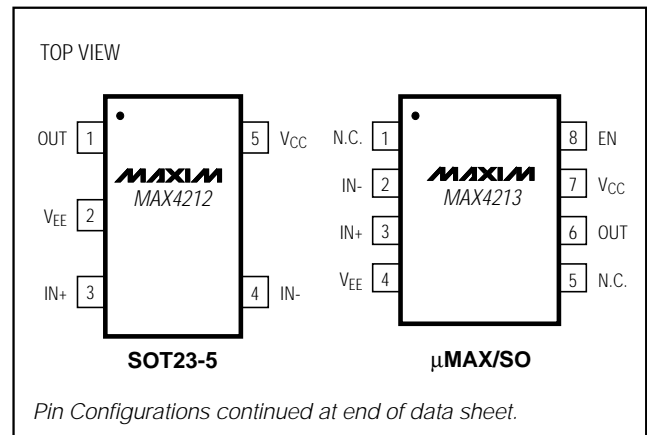 TOP VIEW
OUT 1
5 VCC
VEE 2
IN+ 3
4 IN-
MAXIM
MAX4212
SOT23-5
N.C. 1
8 EN
IN- 2
7 VCC
IN+ 3
6 OUT
VEE 4
5 N.C.
MAXIM
MAX4213
µMAX/SO
Pin Configurations continued at end of data sheet.